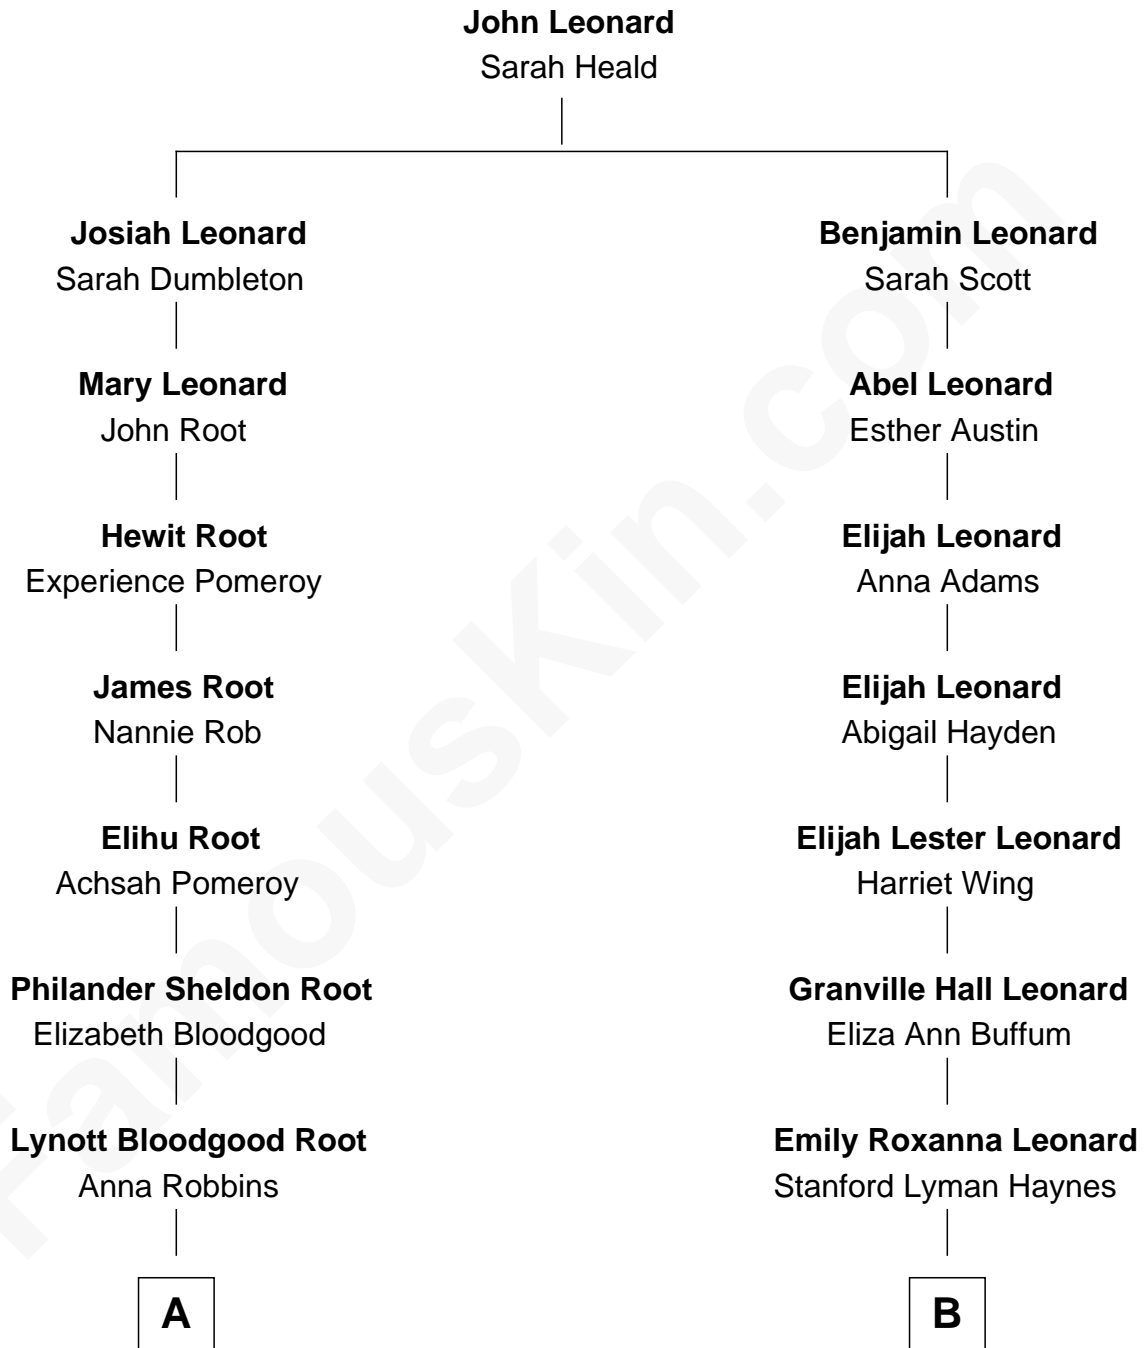 John Leonard
Sarah Heald
Josiah Leonard
Sarah Dumbleton
Benjamin Leonard
Sarah Scott
Mary Leonard
John Root
Abel Leonard
Esther Austin
Hewit Root
Experience Pomeroy
Elijah Leonard
Anna Adams
James Root
Nannie Rob
Elijah Leonard
Abigail Hayden
Elihu Root
Achsah Pomeroy
Elijah Lester Leonard
Harriet Wing
Philander Sheldon Root
Elizabeth Bloodgood
Granville Hall Leonard
Eliza Ann Buffum
Lynott Bloodgood Root
Anna Robbins
Emily Roxanna Leonard
Stanford Lyman Haynes
A
B
FamousKin.com